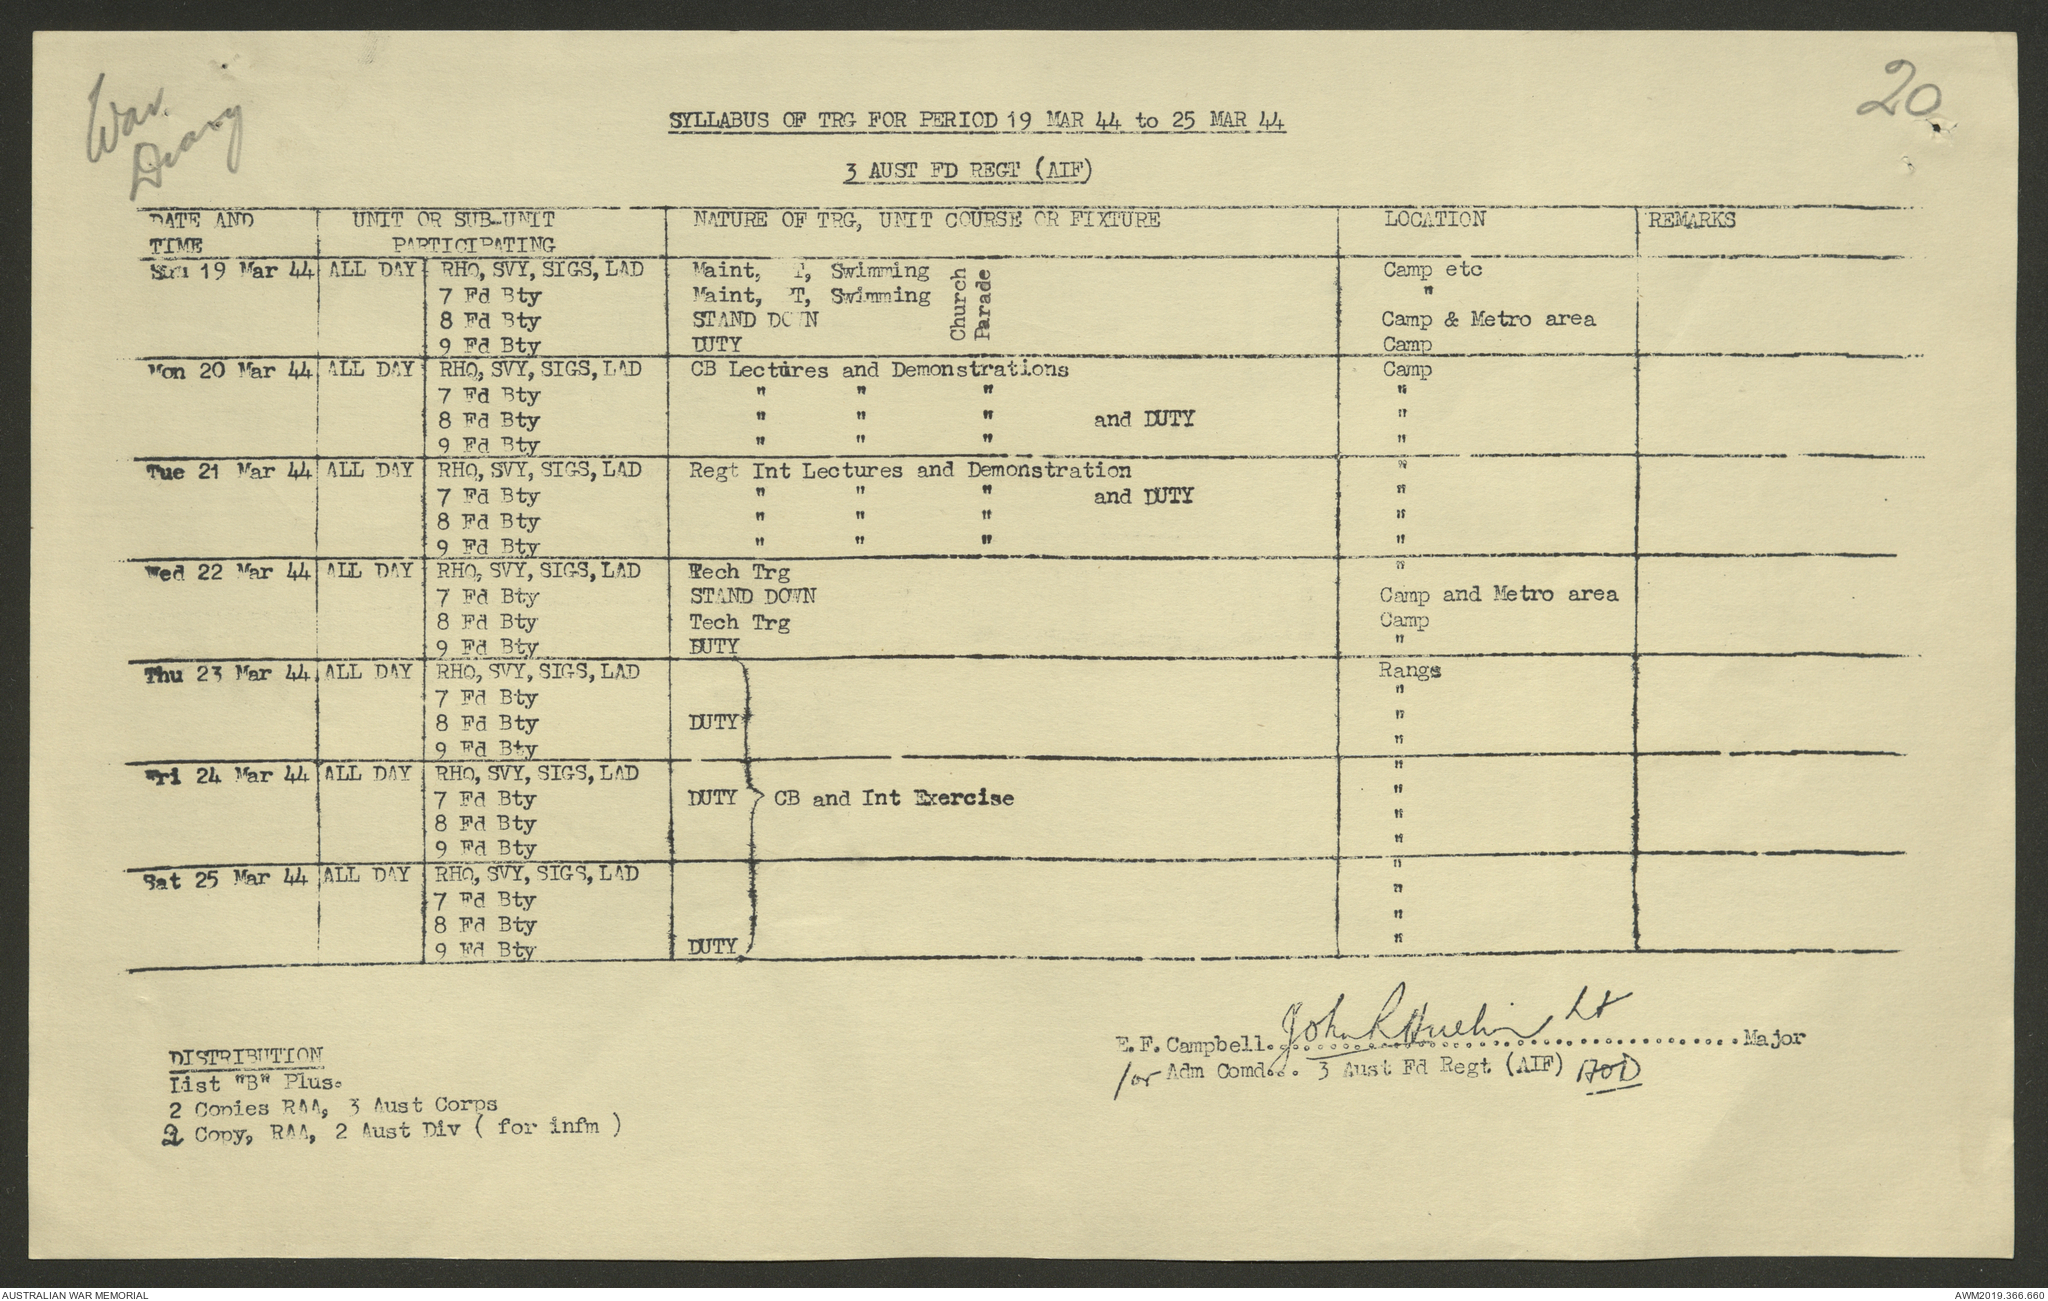 War
Diary
20
SYLLABUS OF TRG FOR PERIOD 19 MAR 44 to 25 MAR 44
3 AUST FD REGT (AIF)
DATE AND TIME UNIT OR SUB-UNIT PARTICIPATING NATURE OF TRG, UNIT COURSE OR FIXTURE LOCATION REMARKS
Sun 19 Mar 44 ALL DAY RHQ, SVY, SIGS, LAD Maint, PT, Swimming Camp etc
7 Fd Bty Maint, PT, Swimming "
8 Fd Bty STAND DOWN Camp & Metro area
9 Fd Bty DUTY Camp
Church Parade
Mon 20 Mar 44 ALL DAY RHQ, SVY, SIGS, LAD CB Lectures and Demonstrations Camp
7 Fd Bty " " " "
8 Fd Bty " " " and DUTY "
9 Fd Bty " " " "
Tue 21 Mar 44 ALL DAY RHQ, SVY, SIGS, LAD Regt Int Lectures and Demonstration "
7 Fd Bty " " " and DUTY "
8 Fd Bty " " " "
9 Fd Bty " " " "
Wed 22 Mar 44 ALL DAY RHQ, SVY, SIGS, LAD Tech Trg "
7 Fd Bty STAND DOWN Camp and Metro area
8 Fd Bty Tech Trg Camp
9 Fd Bty DUTY "
Thu 23 Mar 44 ALL DAY RHQ, SVY, SIGS, LAD Range
7 Fd Bty "
8 Fd Bty DUTY "
9 Fd Bty "
Fri 24 Mar 44 ALL DAY RHQ, SVY, SIGS, LAD "
7 Fd Bty DUTY CB and Int Exercise "
8 Fd Bty "
9 Fd Bty "
Sat 25 Mar 44 ALL DAY RHQ, SVY, SIGS, LAD "
7 Fd Bty "
8 Fd Bty "
9 Fd Bty DUTY "
E.F. Campbell. John R Lt Major
for Adm Comd... 3 Aust Fd Regt (AIF)
DISTRIBUTION
List "B" Plus.
2 Copies RAA, 3 Aust Corps
2 Copy, RAA, 2 Aust Div ( for infm )
AUSTRALIAN WAR MEMORIAL
AWM2019.366.660